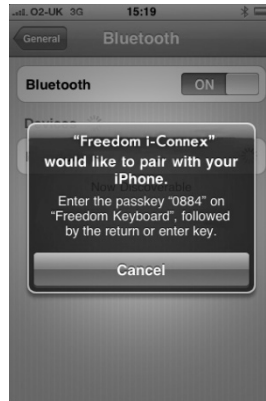 O2-UK 3G 15:19
General Bluetooth
Bluetooth ON
Devices
"Freedom i-Connex"
would like to pair with your
iPhone.
Now Discoverable
Enter the passkey "0884" on
"Freedom Keyboard", followed
by the return or enter key.
Cancel